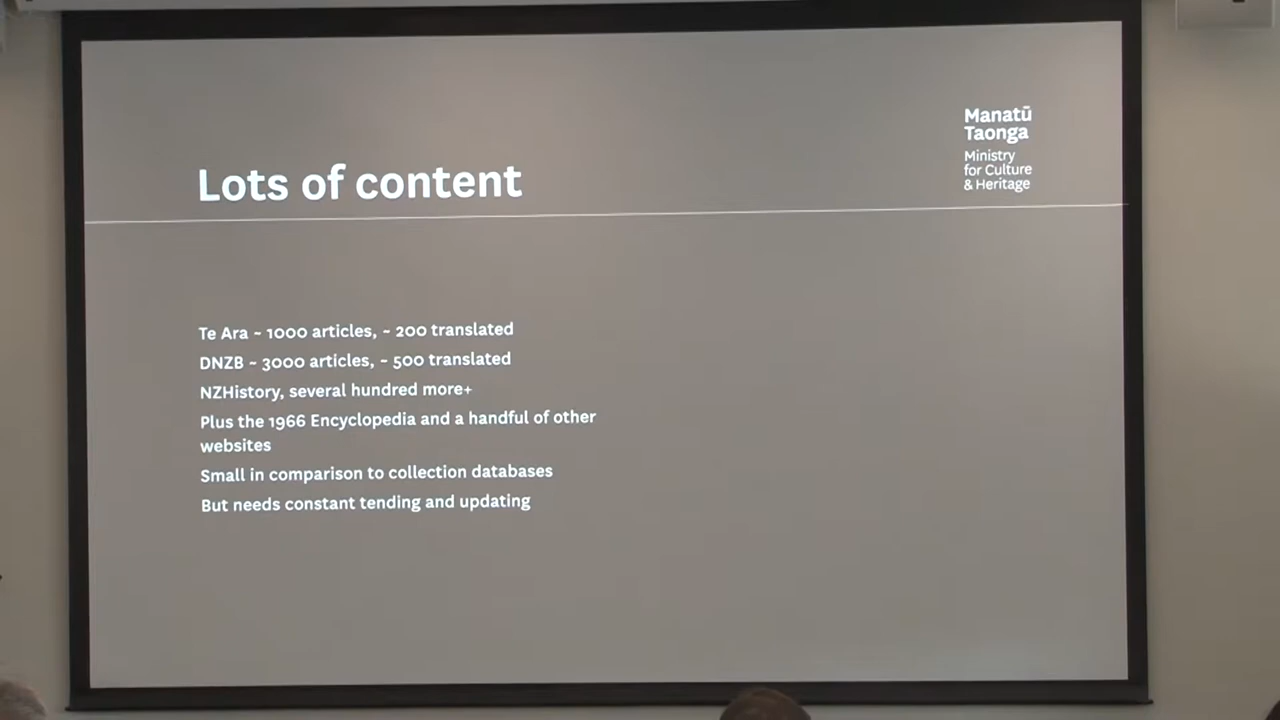 Manatū
Taonga
Ministry
for Culture
& Heritage
Lots of content
Te Ara ~ 1000 articles, ~ 200 translated
DNZB ~ 3000 articles, ~ 500 translated
NZHistory, several hundred more+
Plus the 1966 Encyclopedia and a handful of other
websites
Small in comparison to collection databases
But needs constant tending and updating